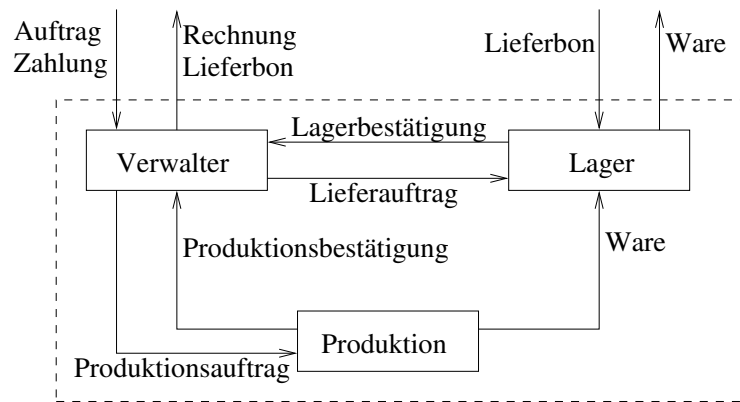 Auftrag
Zahlung
Rechnung
Lieferbon
Lieferbon
Ware
Lagerbestätigung
Verwalter
Lager
Lieferauftrag
Produktionsbestätigung
Ware
Produktion
Produktionsauftrag